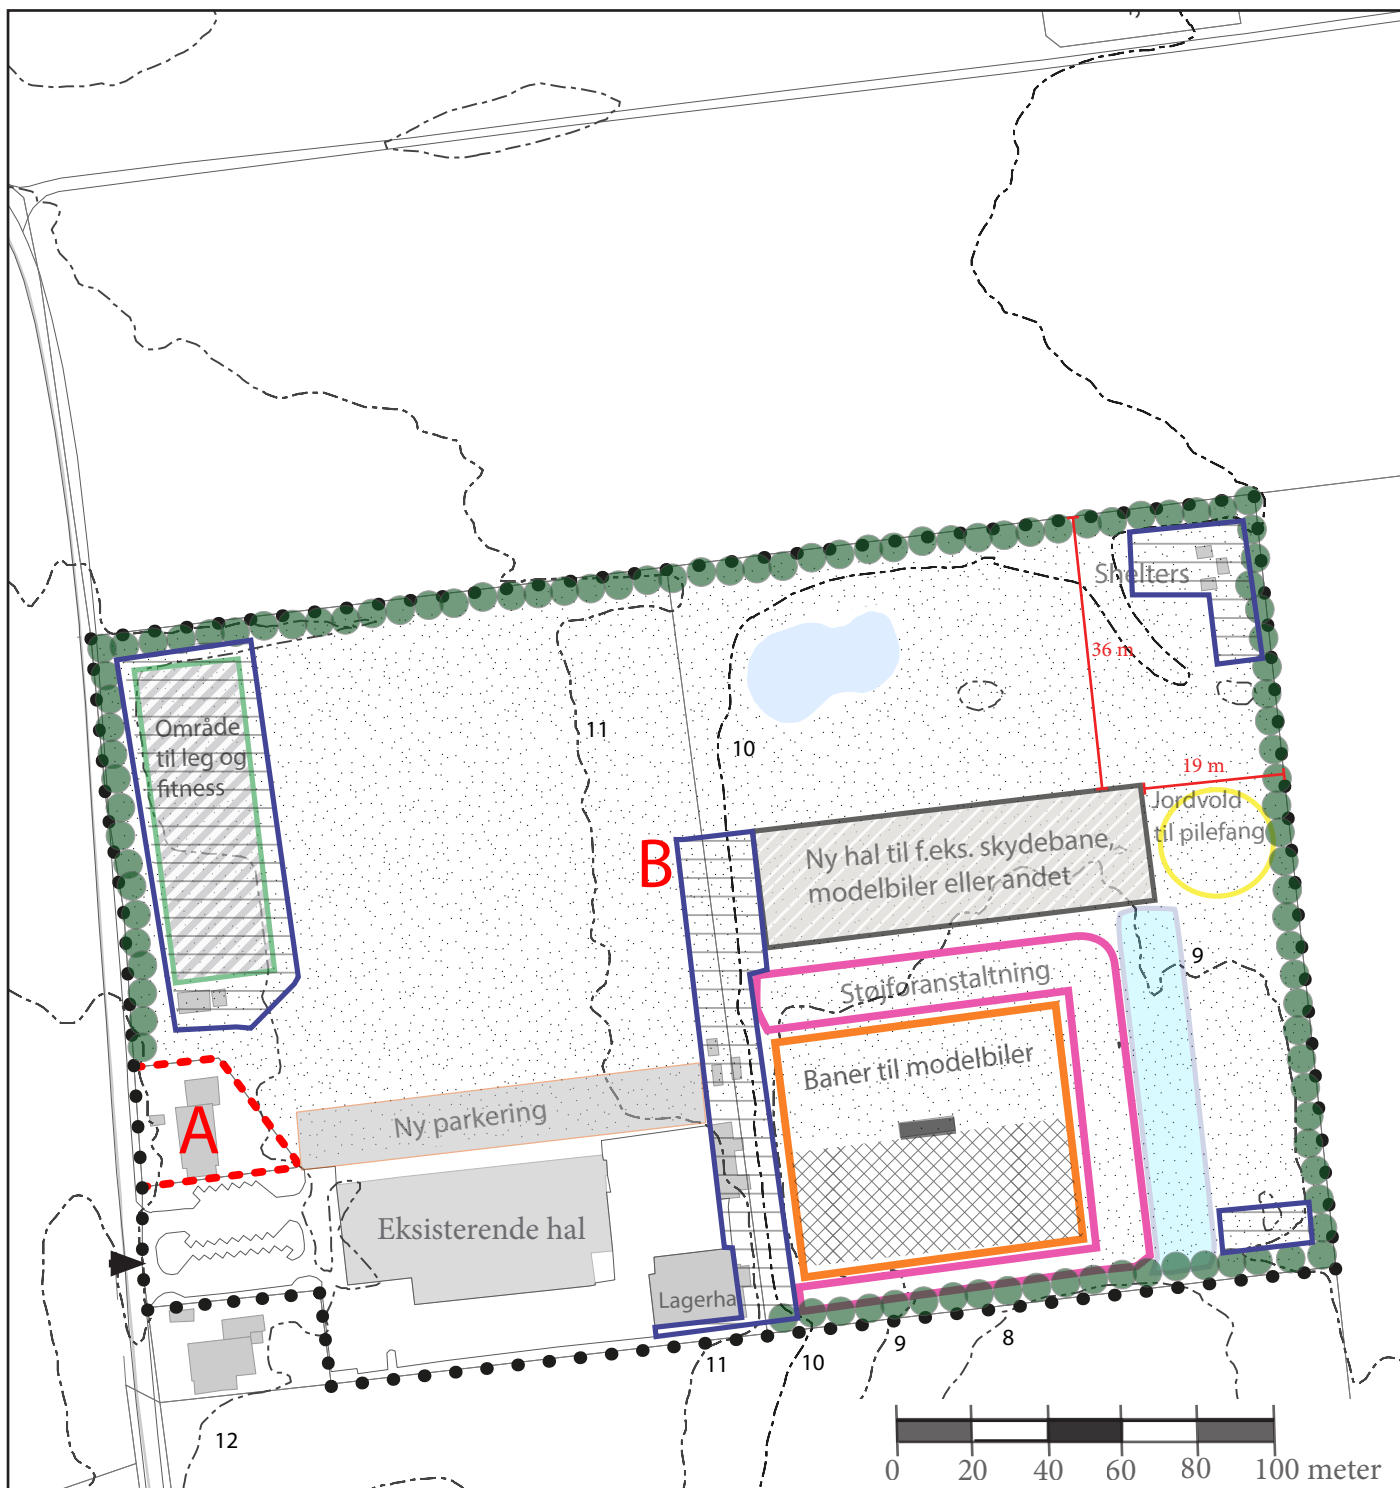 Shelters
36 m
11
10
Område
til leg og
fitness
19 m
Jordvold
til pilefang
B
Ny hal til f.eks. skydebane,
modelbiler eller andet
9
Støjforanstaltning
Baner til modelbiler
Ny parkering
A
Eksisterende hal
Lagerhal
11
10
9
8
12
0 20 40 60 80 100 meter